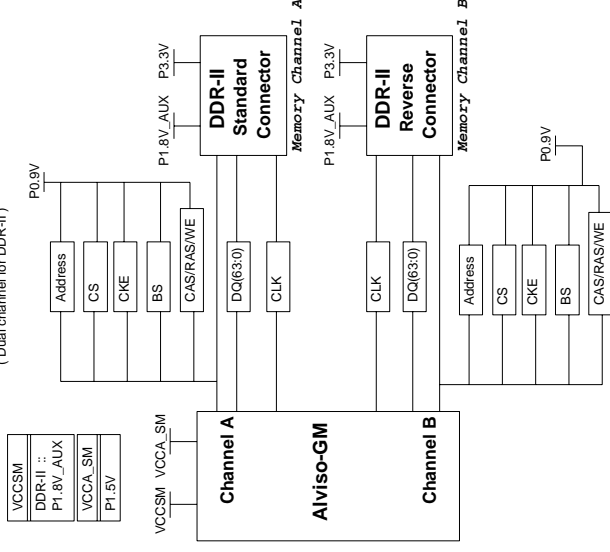 ( Dual channel for DDR-II )
VCCSM
DDR-II ::
P1.8V_AUX
VCCA_SM
P1.5V
P0.9V
Address
CS
CKE
BS
CAS/RAS/WE
DQ(63:0)
CLK
P1.8V_AUX
P3.3V
DDR-II
Standard
Connector
Memory Channel A
VCCSM
VCCA_SM
Channel A
Alviso-GM
Channel B
CLK
DQ(63:0)
P1.8V_AUX
P3.3V
DDR-II
Reverse
Connector
Memory Channel B
P0.9V
Address
CS
CKE
BS
CAS/RAS/WE